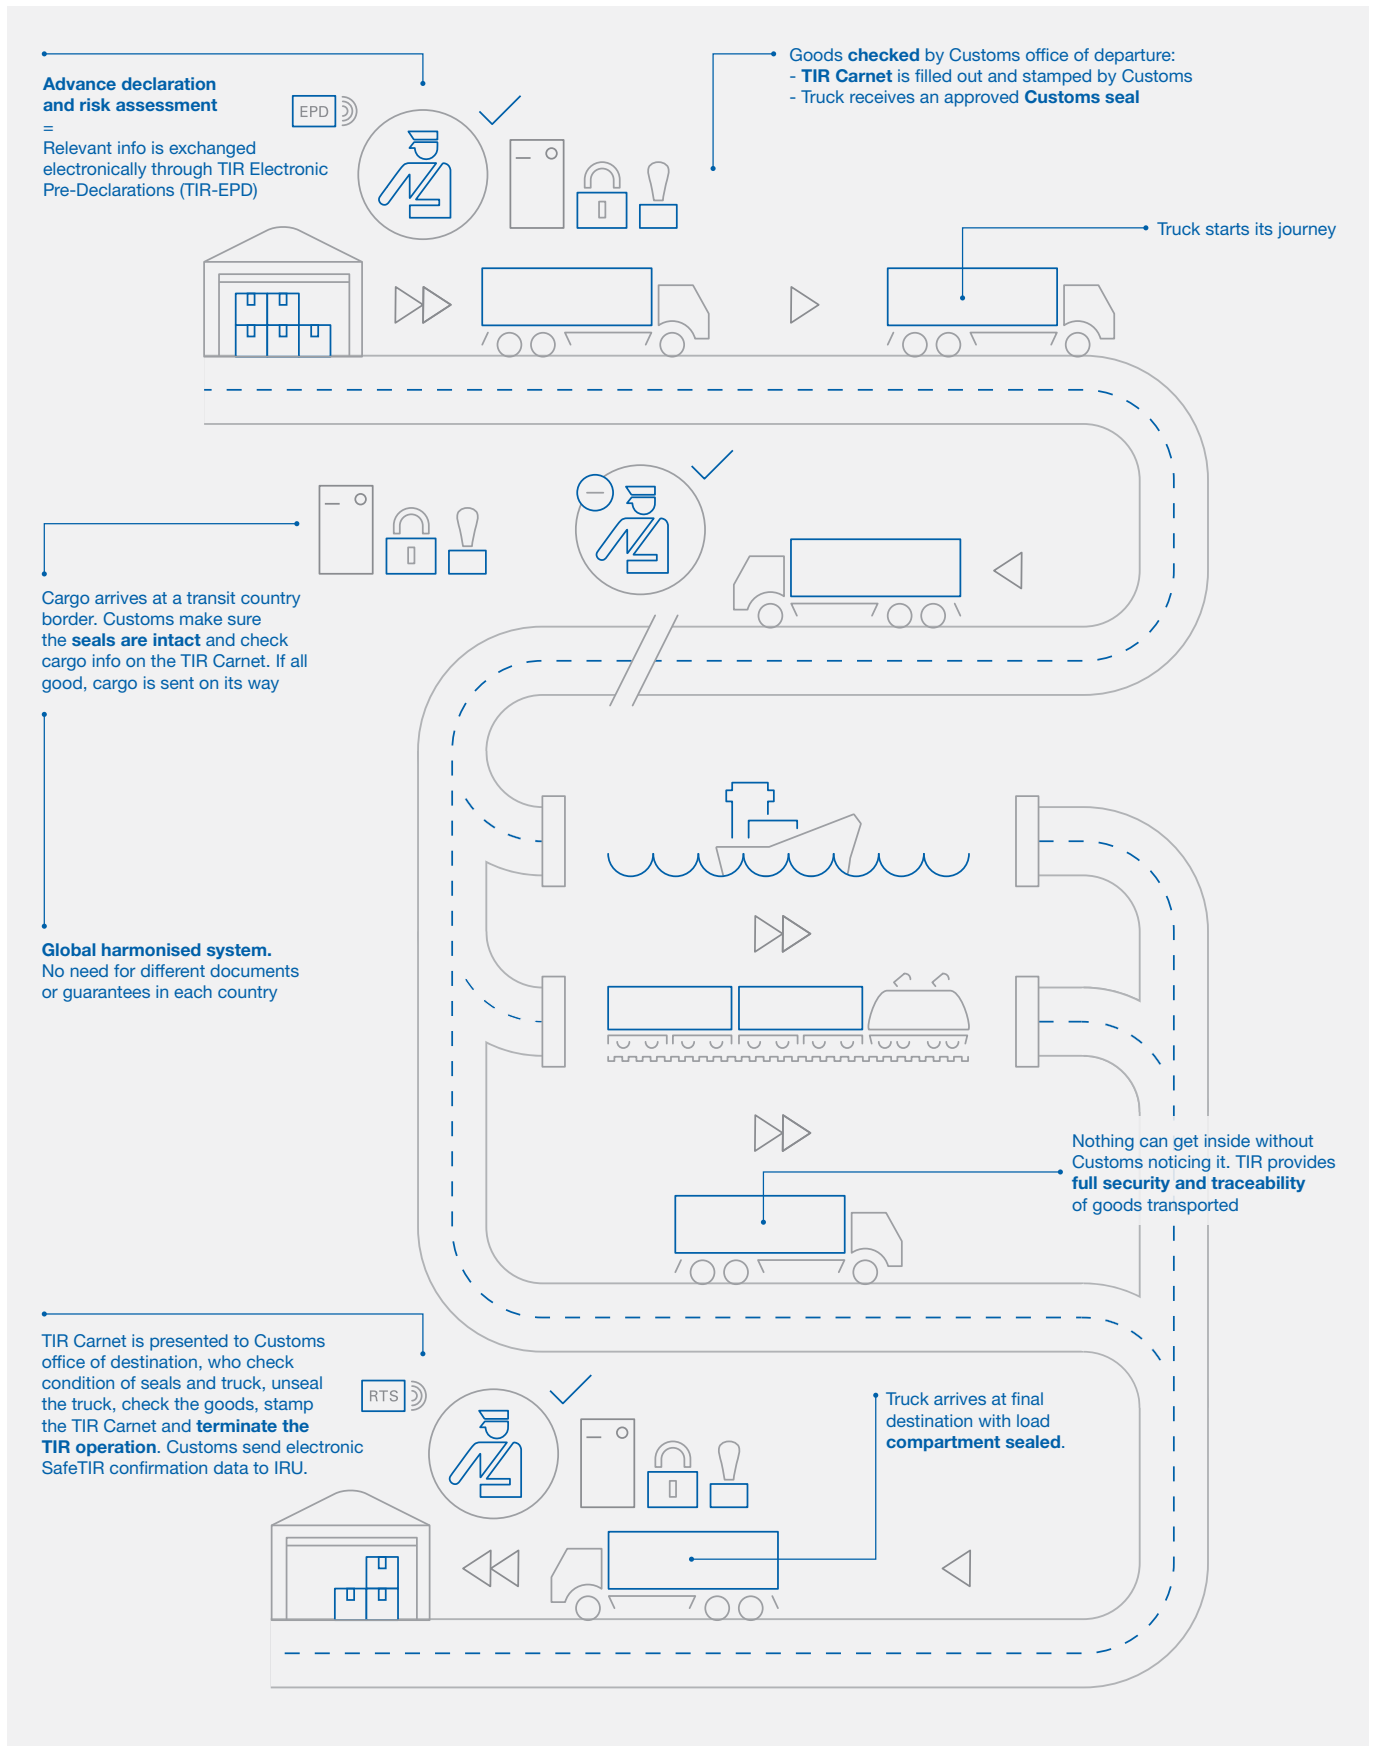 Advance declaration
and risk assessment
=
Relevant info is exchanged
electronically through TIR Electronic
Pre-Declarations (TIR-EPD)
EPD
Goods checked by Customs office of departure:
- TIR Carnet is filled out and stamped by Customs
- Truck receives an approved Customs seal
Truck starts its journey
Cargo arrives at a transit country
border. Customs make sure
the seals are intact and check
cargo info on the TIR Carnet. If all
good, cargo is sent on its way
Global harmonised system.
No need for different documents
or guarantees in each country
Nothing can get inside without
Customs noticing it. TIR provides
full security and traceability
of goods transported
TIR Carnet is presented to Customs
office of destination, who check
condition of seals and truck, unseal
the truck, check the goods, stamp
the TIR Carnet and terminate the
TIR operation. Customs send electronic
SafeTIR confirmation data to IRU.
RTS
Truck arrives at final
destination with load
compartment sealed.